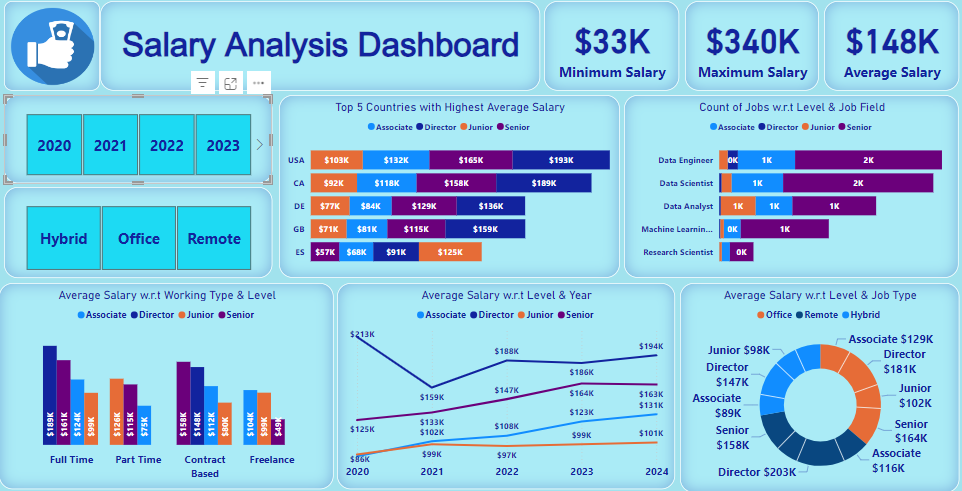 Salary Analysis Dashboard
$33K
Minimum Salary
$340K
Maximum Salary
$148K
Average Salary
2020 2021 2022 2023
Hybrid Office Remote
Top 5 Countries with Highest Average Salary
Associate Director Junior Senior
USA $103K $132K $165K $193K
CA $92K $118K $158K $189K
DE $77K $84K $129K $136K
GB $71K $81K $115K $159K
ES $57K $68K $91K $125K
Count of Jobs w.r.t Level & Job Field
Associate Director Junior Senior
Data Engineer 0K 1K 2K
Data Scientist 1K 2K
Data Analyst 1K 1K 1K
Machine Learnin... 0K 1K
Research Scientist 0K
Average Salary w.r.t Working Type & Level
Associate Director Junior Senior
$189K $161K $124K $99K
$126K $115K $75K
$158K $148K $112K $80K
$104K $99K $49K
Full Time Part Time Contract Based Freelance
Average Salary w.r.t Level & Year
Associate Director Junior Senior
$213K
$159K
$188K
$186K
$194K
$125K
$133K
$147K
$164K
$163K
$86K
$102K
$108K
$123K
$131K
$99K
$97K
$99K
$101K
2020 2021 2022 2023 2024
Average Salary w.r.t Level & Job Type
Office Remote Hybrid
Associate $129K
Director
$181K
Junior
$102K
Senior
$164K
Associate
$116K
Director $203K
Senior
$158K
Associate
$89K
Director
$147K
Junior $98K